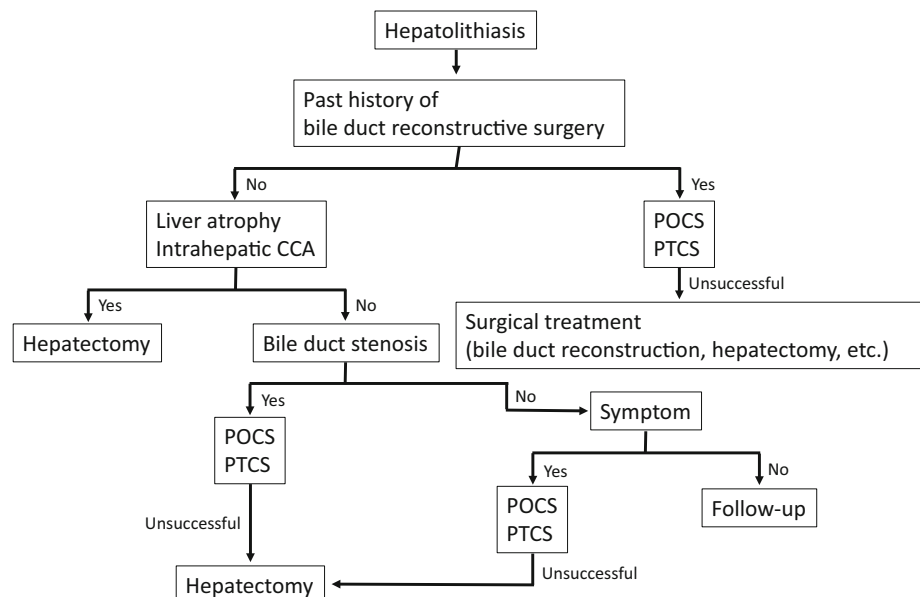 Hepatolithiasis
Past history of
bile duct reconstructive surgery
No
Yes
Liver atrophy
Intrahepatic CCA
POCS
PTCS
Yes
No
Unsuccessful
Hepatectomy
Bile duct stenosis
Surgical treatment
(bile duct reconstruction, hepatectomy, etc.)
Yes
No
Symptom
POCS
PTCS
Yes
No
Unsuccessful
POCS
PTCS
Follow-up
Unsuccessful
Hepatectomy